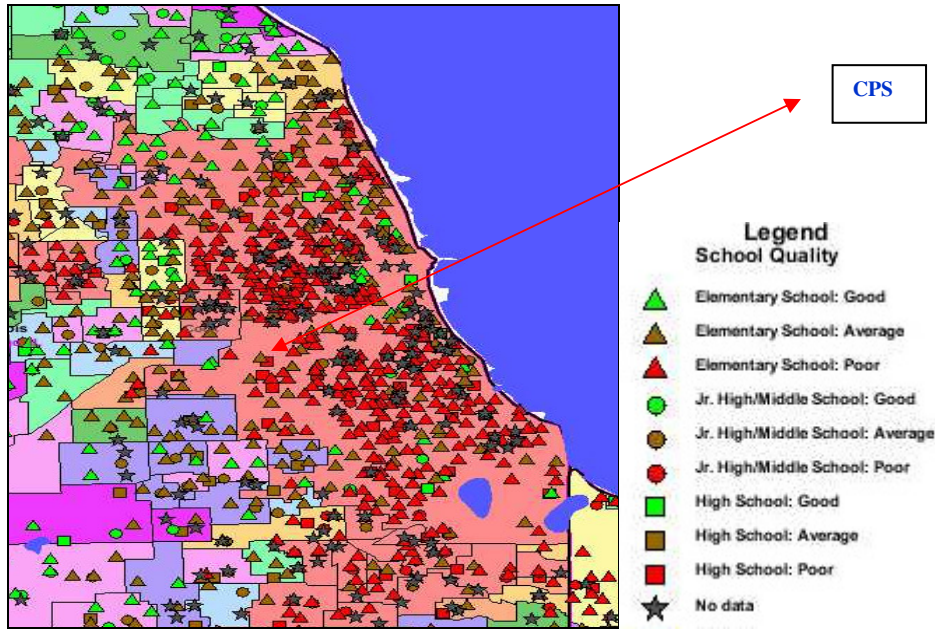 CPS
Legend
School Quality
Elementary School: Good
Elementary School: Average
Elementary School: Poor
Jr. High/Middle School: Good
Jr. High/Middle School: Average
Jr. High/Middle School: Poor
High School: Good
High School: Average
High School: Poor
No data